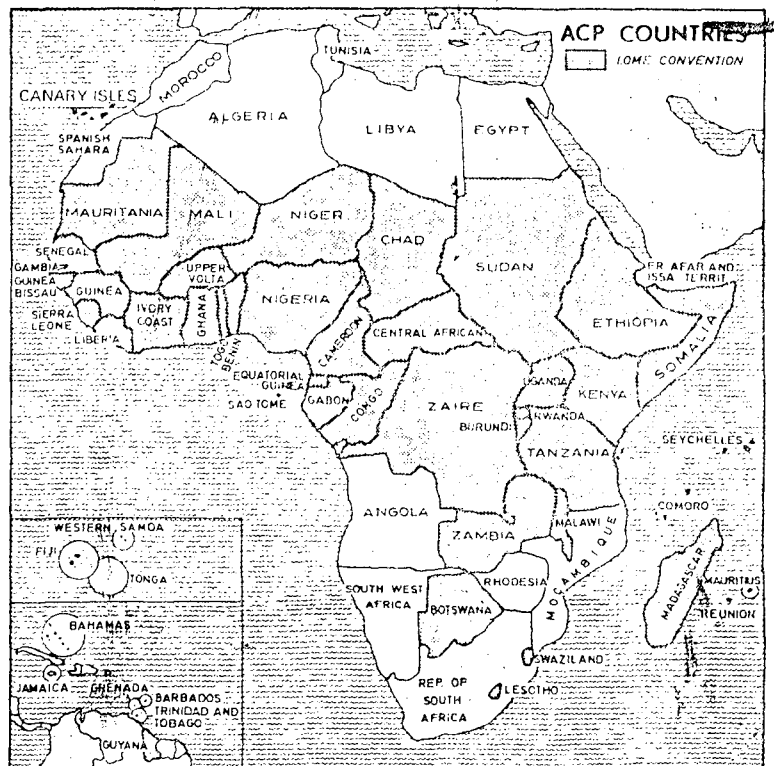 ACP COUNTRIES
LOME CONVENTION
TUNISIA
MOROCCO
CANARY ISLES
ALGERIA
LIBYA
EGYPT
SPANISH
SAHARA
MAURITANIA
MALI
NIGER
CHAD
SUDAN
SENEGAL
GAMBIA
GUINEA
BISSAU
GUINEA
SIERRA
LEONE
LIBERIA
IVORY
COAST
UPPER
VOLTA
GHANA
TOGO
BENIN
NIGERIA
CAMEROON
CENTRAL AFRICAN
FR AFAR AND
ISSA TERRIT
ETHIOPIA
SOMALIA
EQUATORIAL
GUINEA
SAO TOME
GABON
CONGO
ZAIRE
UGANDA
KENYA
RWANDA
BURUNDI
TANZANIA
SEYCHELLES
COMORO
ANGOLA
ZAMBIA
MALAWI
MOÇAMBIQUE
MADAGASCAR
MAURITIUS
REUNION
SOUTH WEST
AFRICA
RHODESIA
BOTSWANA
SWAZILAND
LESOTHO
REP. OF
SOUTH
AFRICA
WESTERN SAMOA
FIJI
TONGA
BAHAMAS
JAMAICA
GRENADA
BARBADOS
TRINIDAD AND
TOBAGO
GUYANA